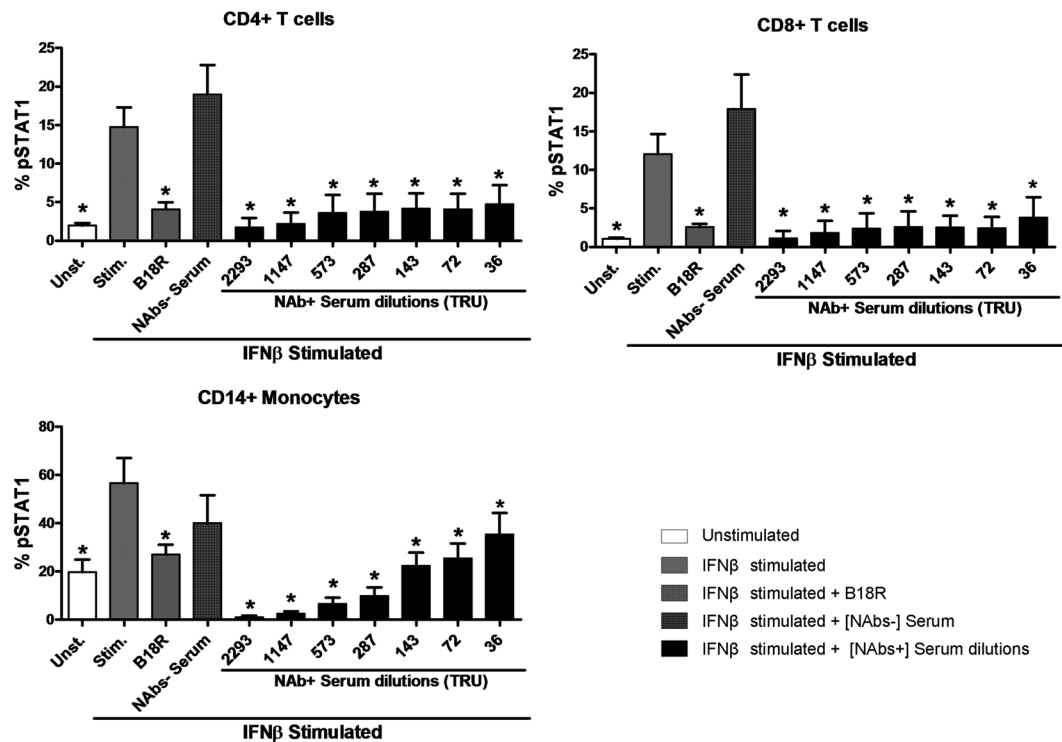 CD4+ T cells
% pSTAT1
25
20
15
10
5
0
* * * * * * * * *
Unst. Stim. B18R NAbs- Serum 2293 1147 573 287 143 72 36
NAb+ Serum dilutions (TRU)
IFNβ Stimulated
CD8+ T cells
% pSTAT1
25
20
15
10
5
0
* * * * * * * * *
Unst. Stim. B18R NAbs- Serum 2293 1147 573 287 143 72 36
NAb+ Serum dilutions (TRU)
IFNβ Stimulated
CD14+ Monocytes
% pSTAT1
80
60
40
20
0
* * * * * * * * *
Unst. Stim. B18R NAbs- Serum 2293 1147 573 287 143 72 36
NAb+ Serum dilutions (TRU)
IFNβ Stimulated
Unstimulated
IFNβ stimulated
IFNβ stimulated + B18R
IFNβ stimulated + [NAbs-] Serum
IFNβ stimulated + [NAbs+] Serum dilutions